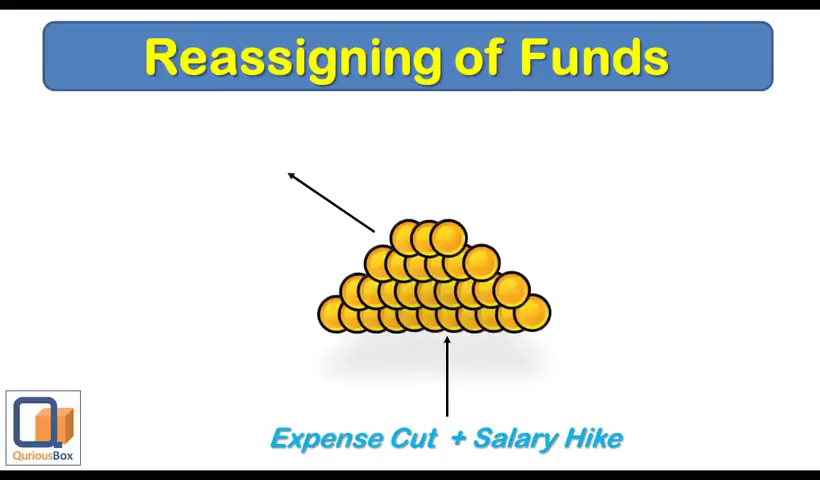 Reassigning of Funds
Expense Cut + Salary Hike
QuriousBox